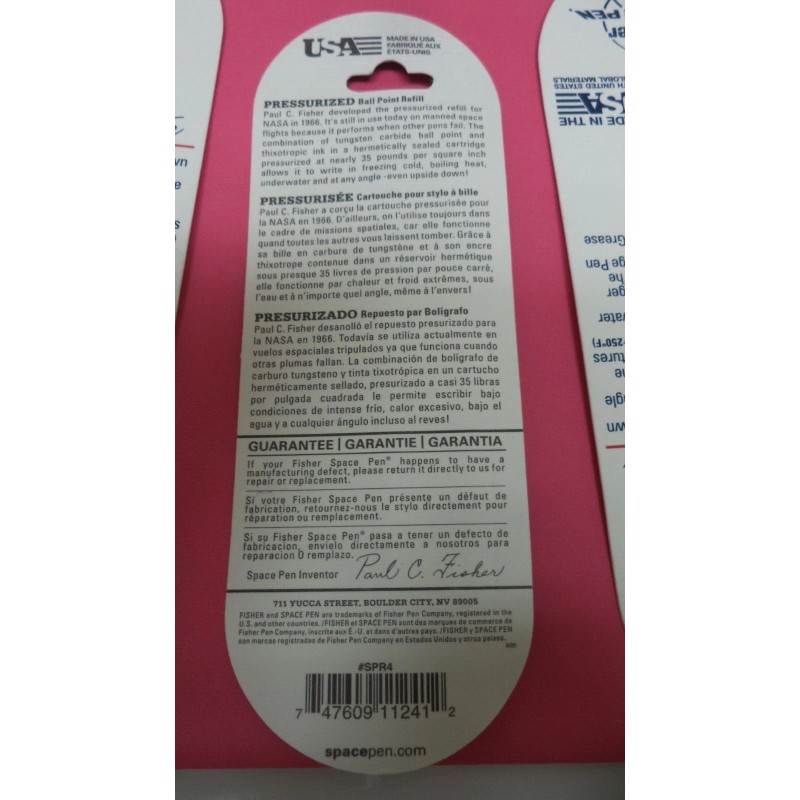 USA
MADE IN USA
FABRIQUÉ AUX
ÉTATS-UNIS
PRESSURIZED Ball Point Refill
Paul C. Fisher developed the pressurized refill for
NASA in 1966. It's still in use today on manned space
flights because it performs when other pens fail. The
combination of tungsten carbide ball point and
thixotropic ink in a hermetically sealed cartridge
pressurized at nearly 35 pounds per square inch
allows it to write in freezing cold, boiling heat,
underwater and at any angle -even upside down!
PRESSURISÉE Cartouche pour stylo à bille
Paul C. Fisher a corçu la cartouche pressurisée pour
la NASA en 1966. D'ailleurs, on l'utilise toujours dans
le cadre de missions spatiales, car elle fonctionne
quand toutes les autres vous laissent tomber. Grâce à
sa bille en carbure de tungstène et à son encre
thixotrope contenue dans un réservoir hermétique
sous presque 35 livres de pression par pouce carré,
elle fonctionne par chaleur et froid extrêmes, sous
l'eau et à n'importe quel angle, même à l'envers!
PRESURIZADO Repuesto par Boligrafo
Paul C. Fisher desanolló el repuesto presurizado para
la NASA en 1966. Todavía se utiliza actualmente en
vuelos espaciales tripulados ya que funciona cuando
otras plumas fallan. La combinación de boligrafo de
carburo tungsteno y tinta tixotrópica en un cartucho
herméticamente sellado, presurizado a casi 35 libras
por pulgada cuadrada le permite escribir bajo
condiciones de intense frío, calor excesivo, bajo el
agua y a cualquier ángulo incluso al reves!
GUARANTEE | GARANTIE | GARANTIA
If your Fisher Space Pen® happens to have a
manufacturing defect, please return it directly to us for
repair or replacement.
Si votre Fisher Space Pen présente un défaut de
fabrication, retournez-nous le stylo directement pour
réparation ou remplacement.
Si su Fisher Space Pen® pasa a tener un defecto de
fabricacion, envielo directamente a nosotros para
reparacion O remplazo.
Space Pen Inventor Paul C. Fisher
711 YUCCA STREET, BOULDER CITY, NV 89005
FISHER and SPACE PEN are trademarks of Fisher Pen Company, registered in the
U.S. and other countries. /FISHER et SPACE PEN sont des marques de commerce de
Fisher Pen Company, inscrite aux É.-U. et dans d'autres pays. /FISHER y SPACE PEN
son marcas registradas de Fisher Pen Company en Estados Unidos y otros países.
#SPR4
7 47609 11241 2
spacepen.com
PEN.
USA
MADE IN THE
Grease
Pen
The
water
250°F)
wn